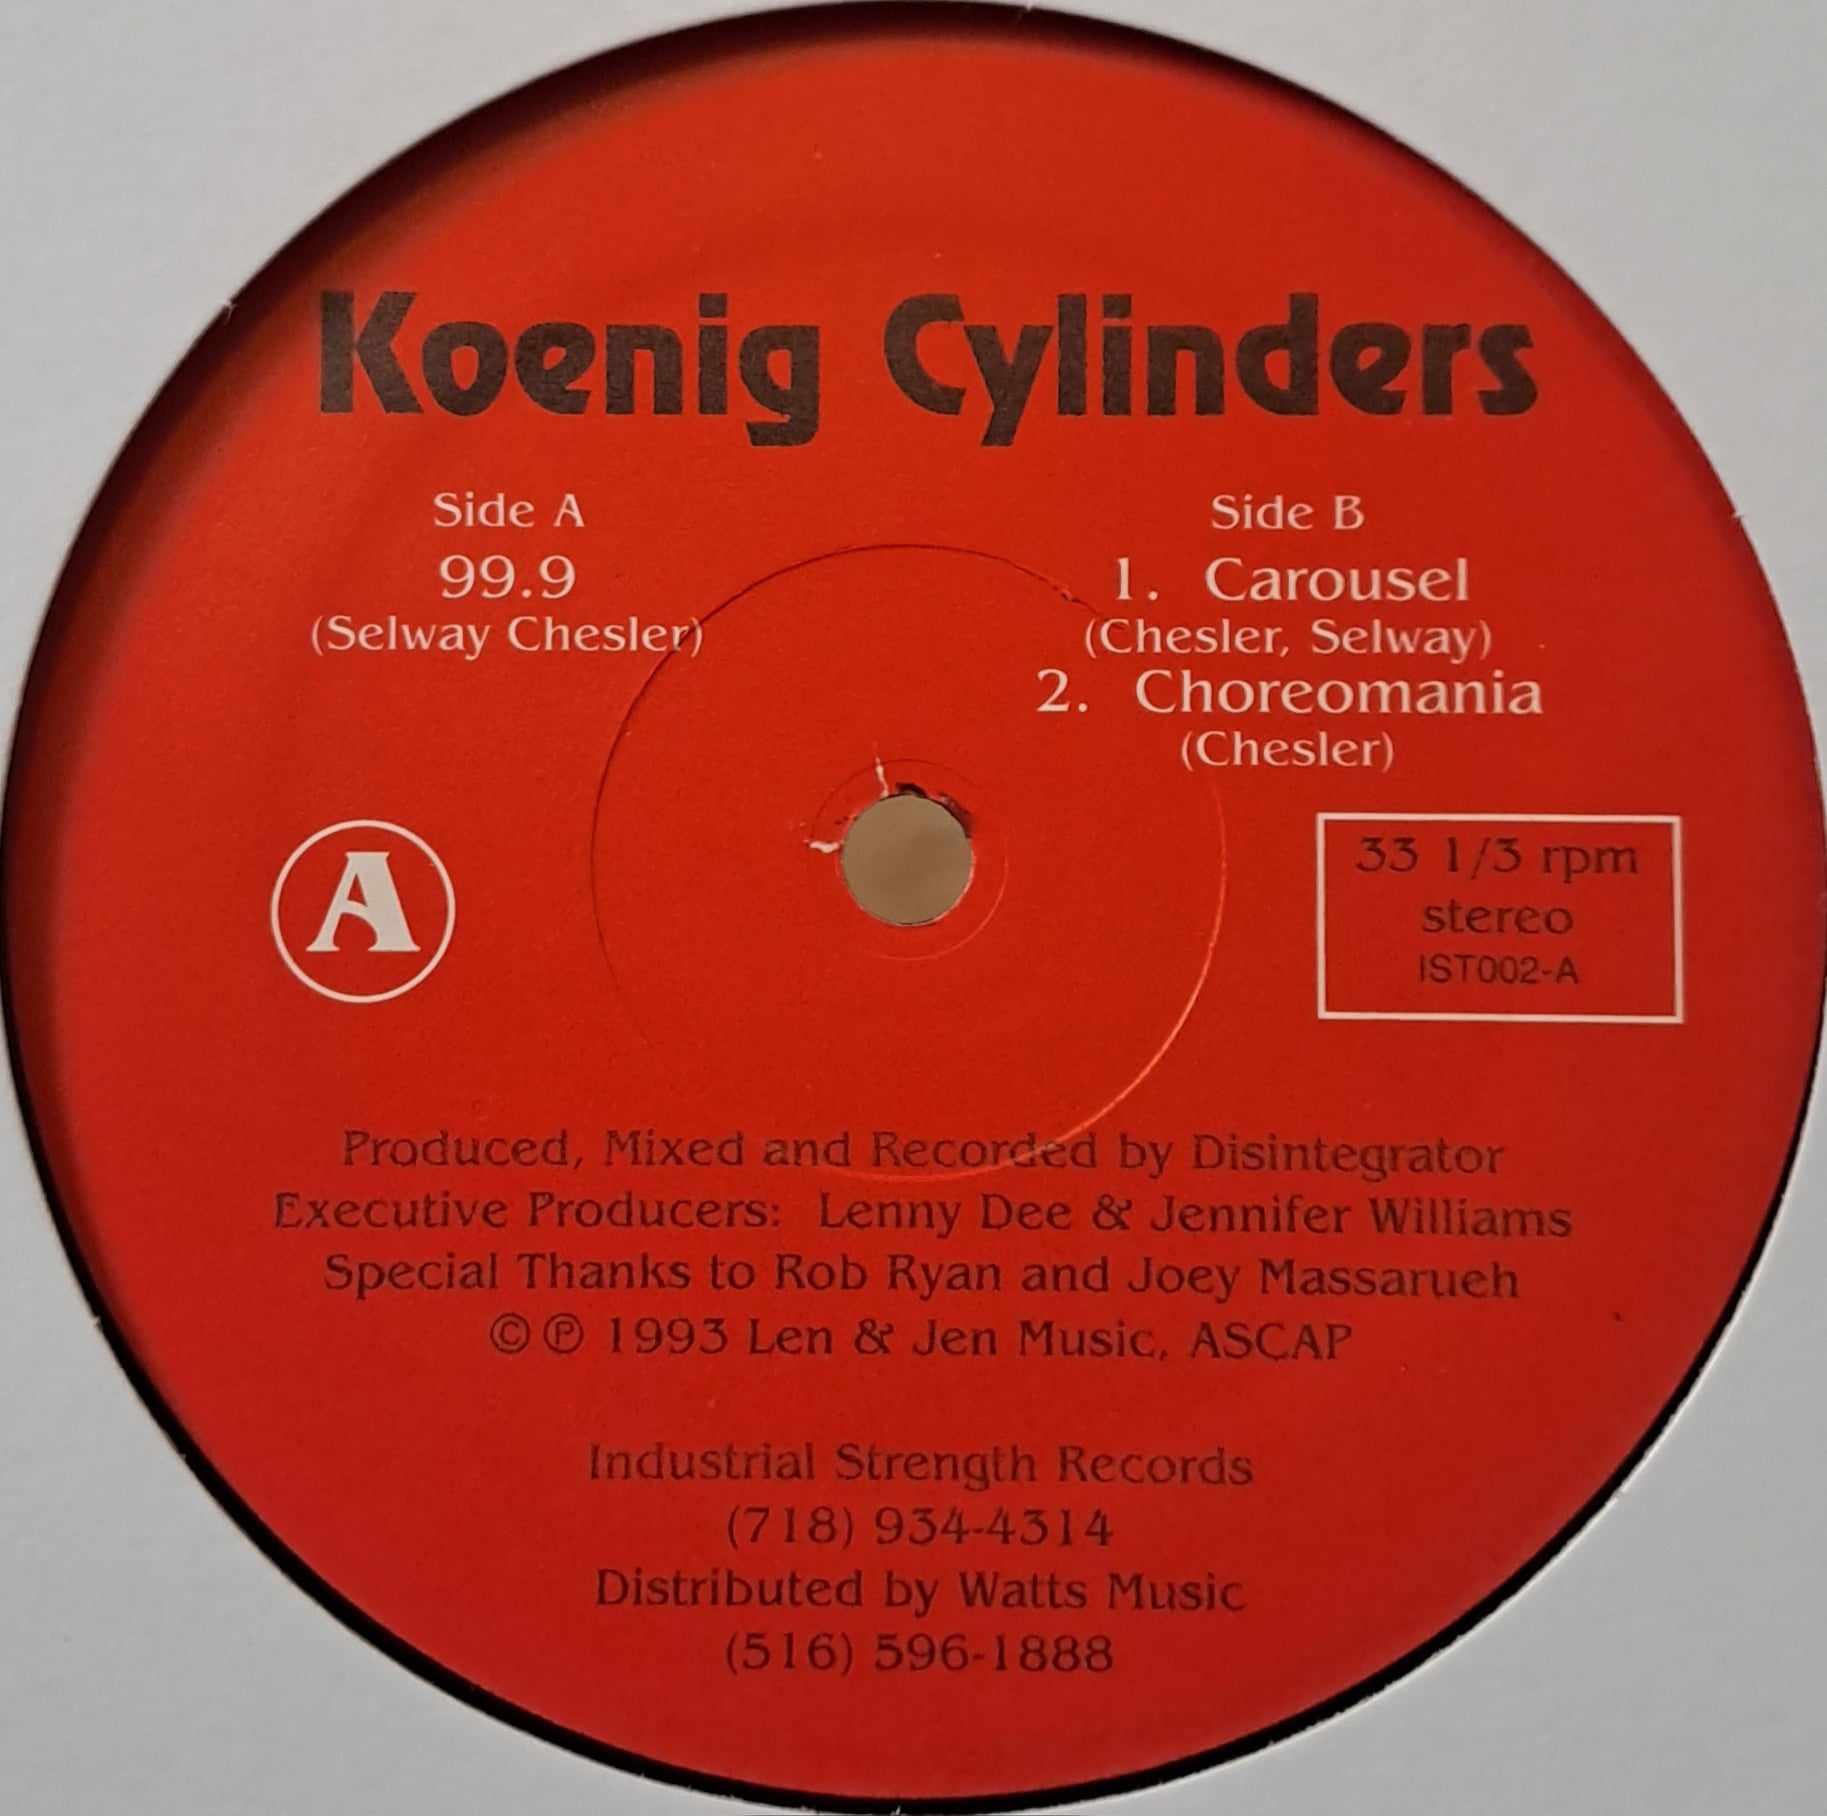 Koenig Cylinders
Side A
99.9
(Selway Chesler)
Side B
1. Carousel
(Chesler, Selway)
2. Choreomania
(Chesler)
A
33 1/3 rpm
stereo
IST002-A
Produced, Mixed and Recorded by Disintegrator
Executive Producers: Lenny Dee & Jennifer Williams
Special Thanks to Rob Ryan and Joey Massarueh
© ℗ 1993 Len & Jen Music, ASCAP
Industrial Strength Records
(718) 934-4314
Distributed by Watts Music
(516) 596-1888